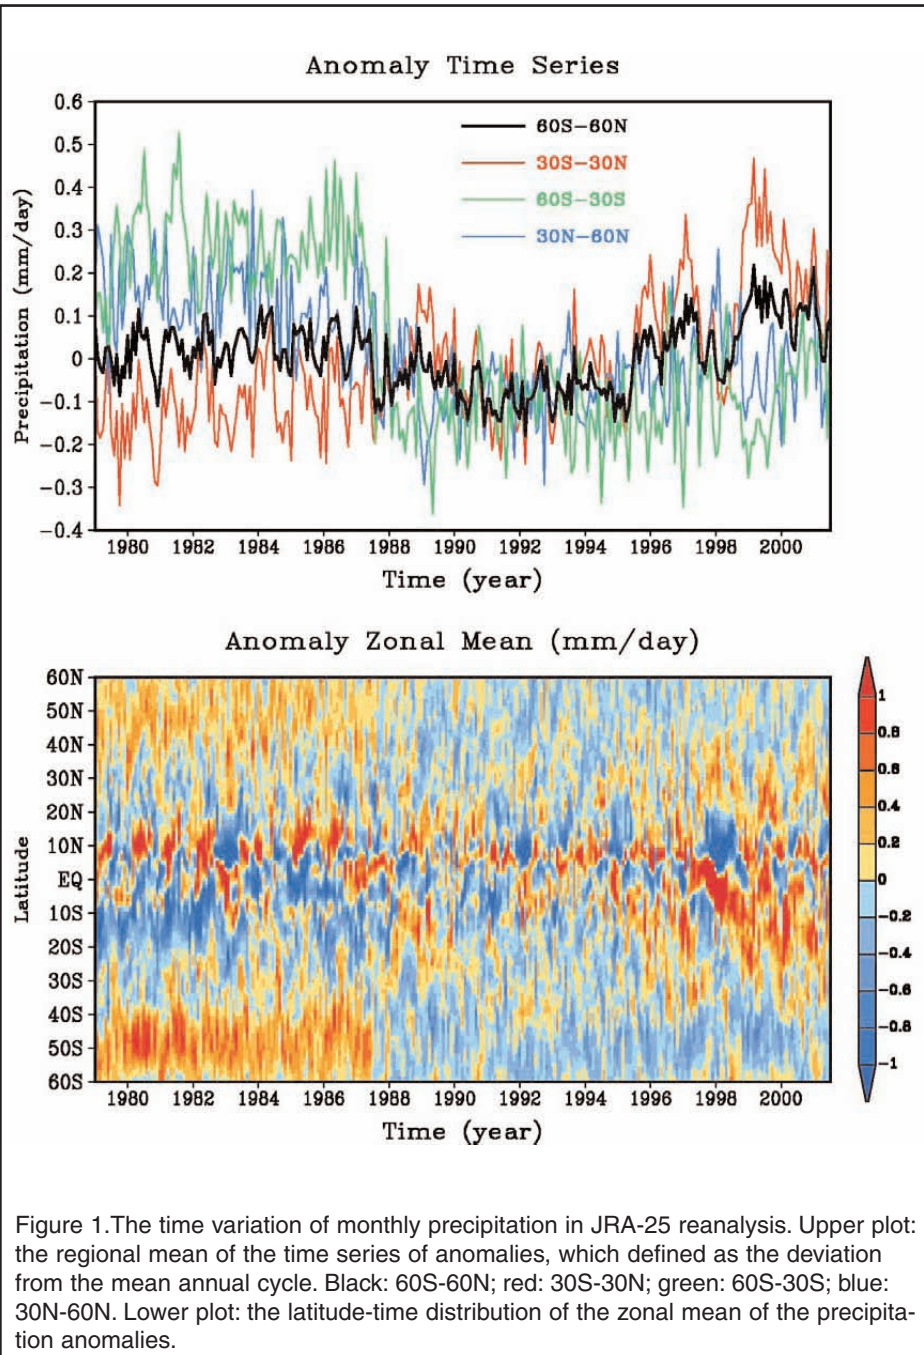 Anomaly Time Series
0.6
0.5
0.4
0.3
0.2
0.1
0
−0.1
−0.2
−0.3
−0.4
Precipitation (mm/day)
60S−60N
30S−30N
60S−30S
30N−60N
1980 1982 1984 1986 1988 1990 1992 1994 1996 1998 2000
Time (year)
Anomaly Zonal Mean (mm/day)
60N
50N
40N
30N
20N
10N
EQ
10S
20S
30S
40S
50S
60S
Latitude
1
0.8
0.6
0.4
0.2
0
−0.2
−0.4
−0.6
−0.8
−1
1980 1982 1984 1986 1988 1990 1992 1994 1996 1998 2000
Time (year)
Figure 1.The time variation of monthly precipitation in JRA-25 reanalysis. Upper plot:
the regional mean of the time series of anomalies, which defined as the deviation
from the mean annual cycle. Black: 60S-60N; red: 30S-30N; green: 60S-30S; blue:
30N-60N. Lower plot: the latitude-time distribution of the zonal mean of the precipita-
tion anomalies.